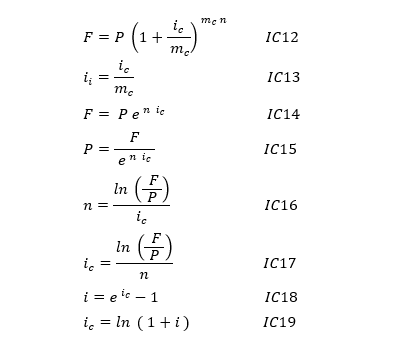 F = P (1 + i_c / m_c)^{m_c n} IC12
i_i = i_c / m_c IC13
F = P e^{n i_c} IC14
P = F / e^{n i_c} IC15
n = ln (F / P) / i_c IC16
i_c = ln (F / P) / n IC17
i = e^{i_c} − 1 IC18
i_c = ln ( 1 + i ) IC19